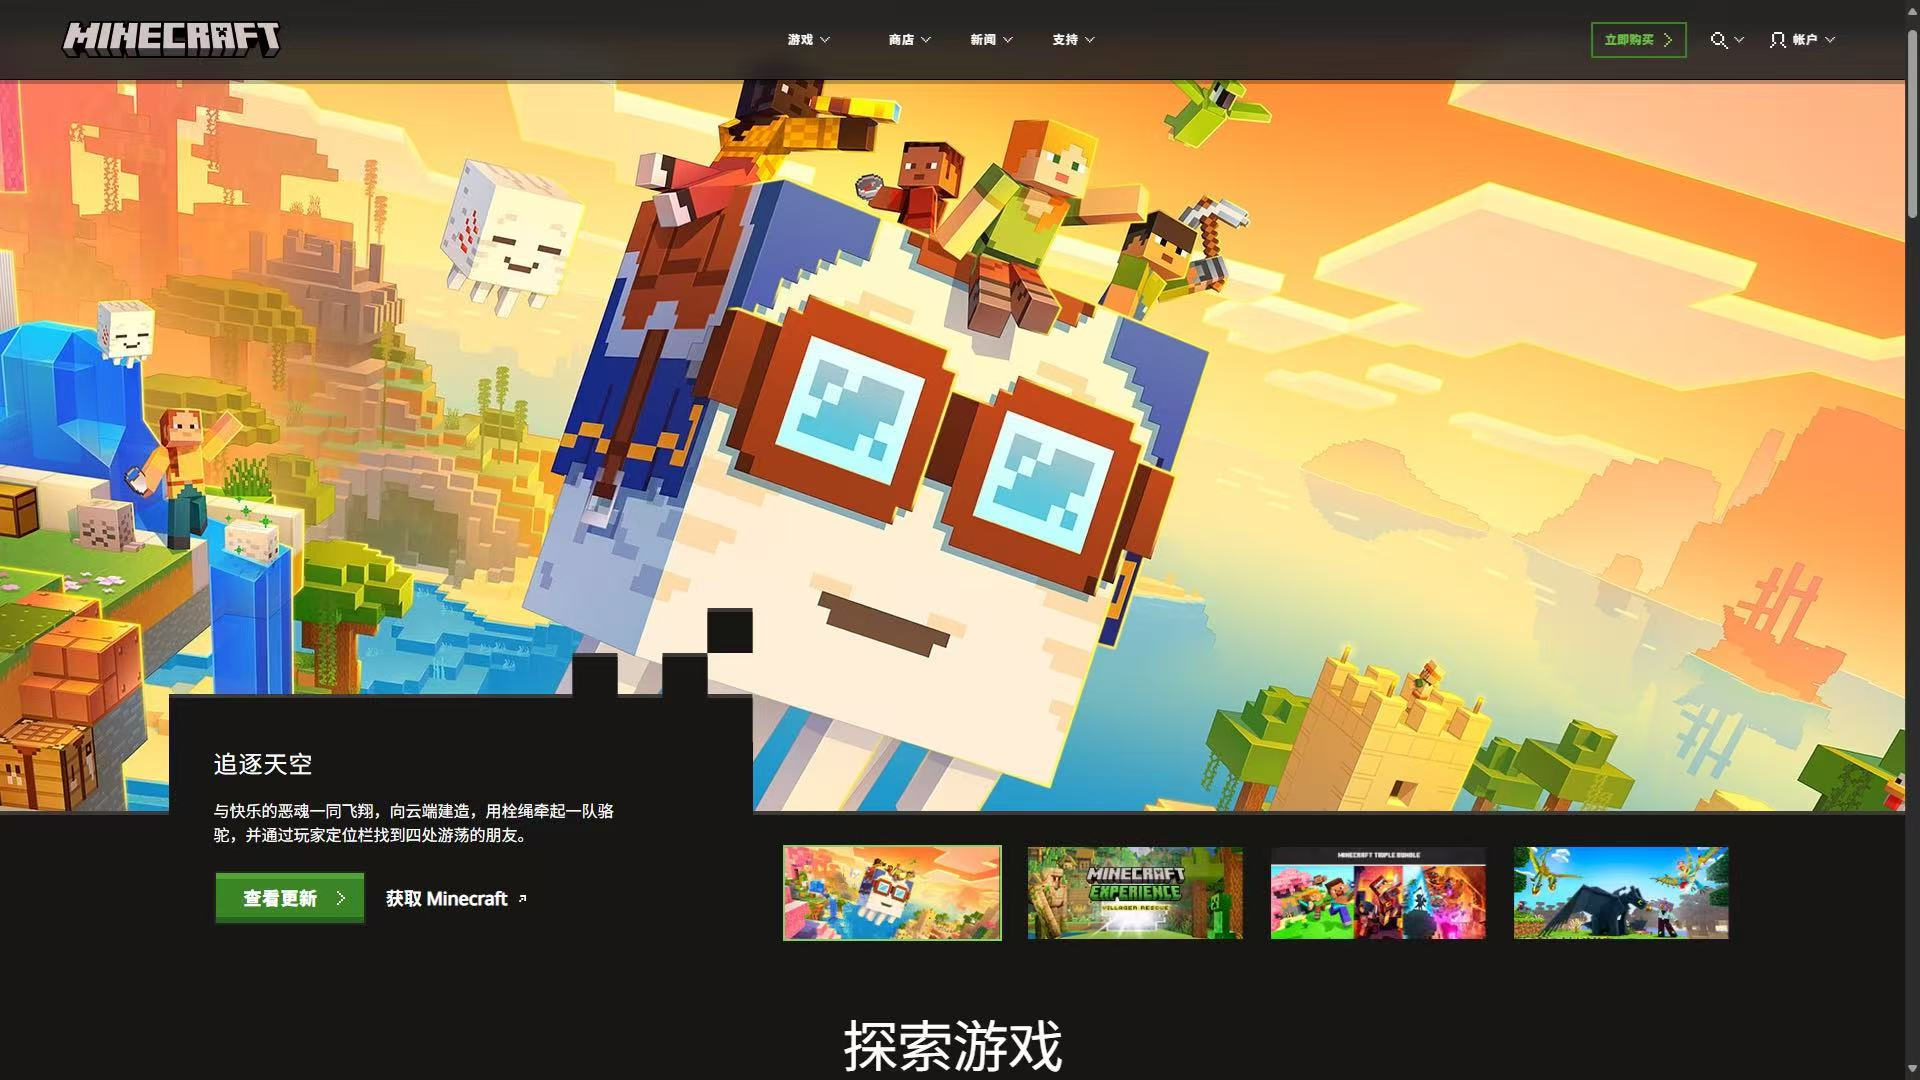 MINECRAFT
游戏
商店
新闻
支持
立即购买
帐户
追逐天空
与快乐的恶魂一同飞翔，向云端建造，用栓绳牵起一队骆
驼，并通过玩家定位栏找到四处游荡的朋友。
查看更新
获取 Minecraft
MINECRAFT
EXPERIENCE
VILLAGER RESCUE
MINECRAFT TRIPLE BUNDLE
探索游戏